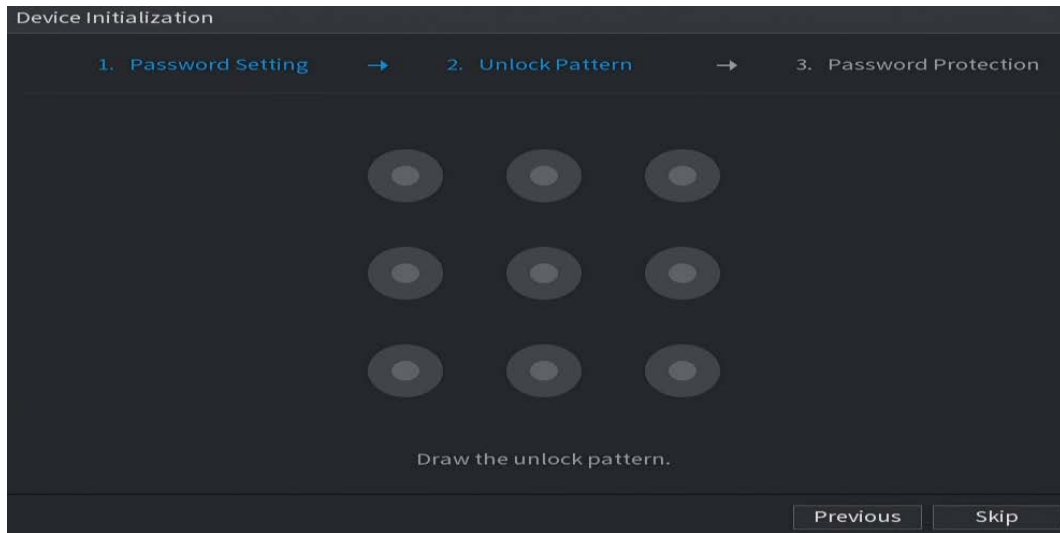 Device Initialization
1. Password Setting → 2. Unlock Pattern → 3. Password Protection
Draw the unlock pattern.
Previous Skip